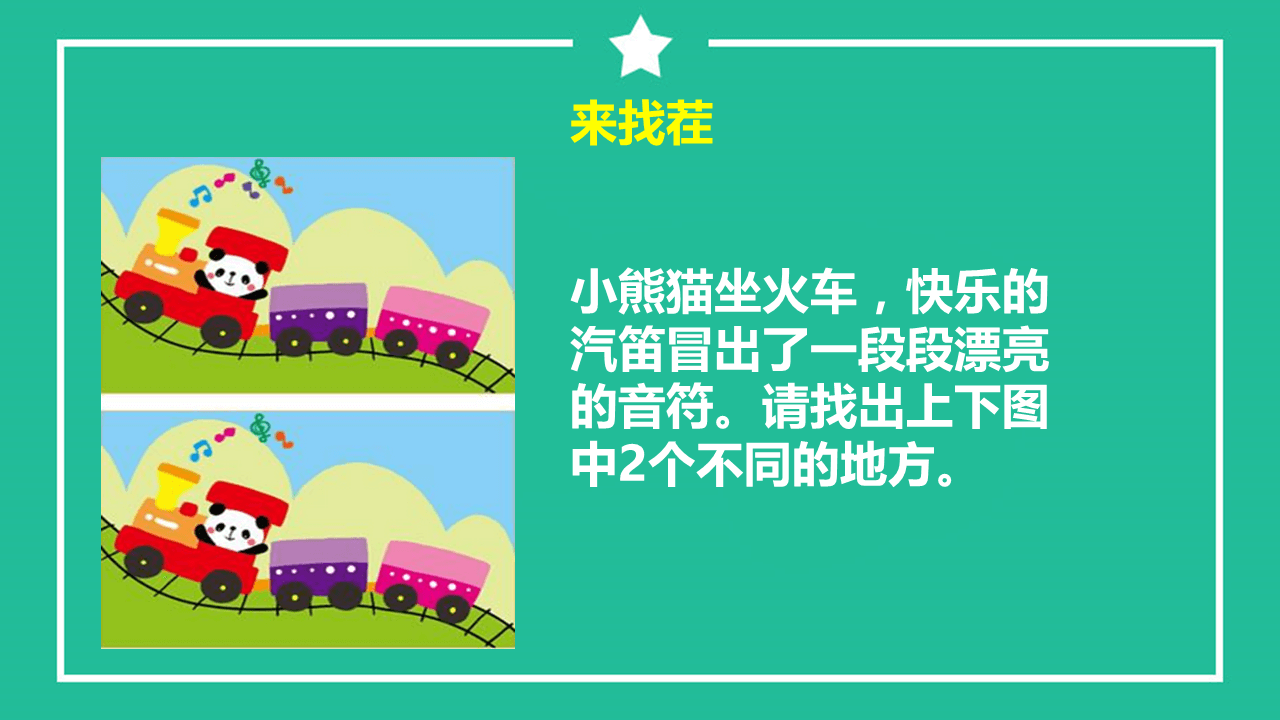 来找茬
小熊猫坐火车，快乐的
汽笛冒出了一段段漂亮
的音符。请找出上下图
中2个不同的地方。